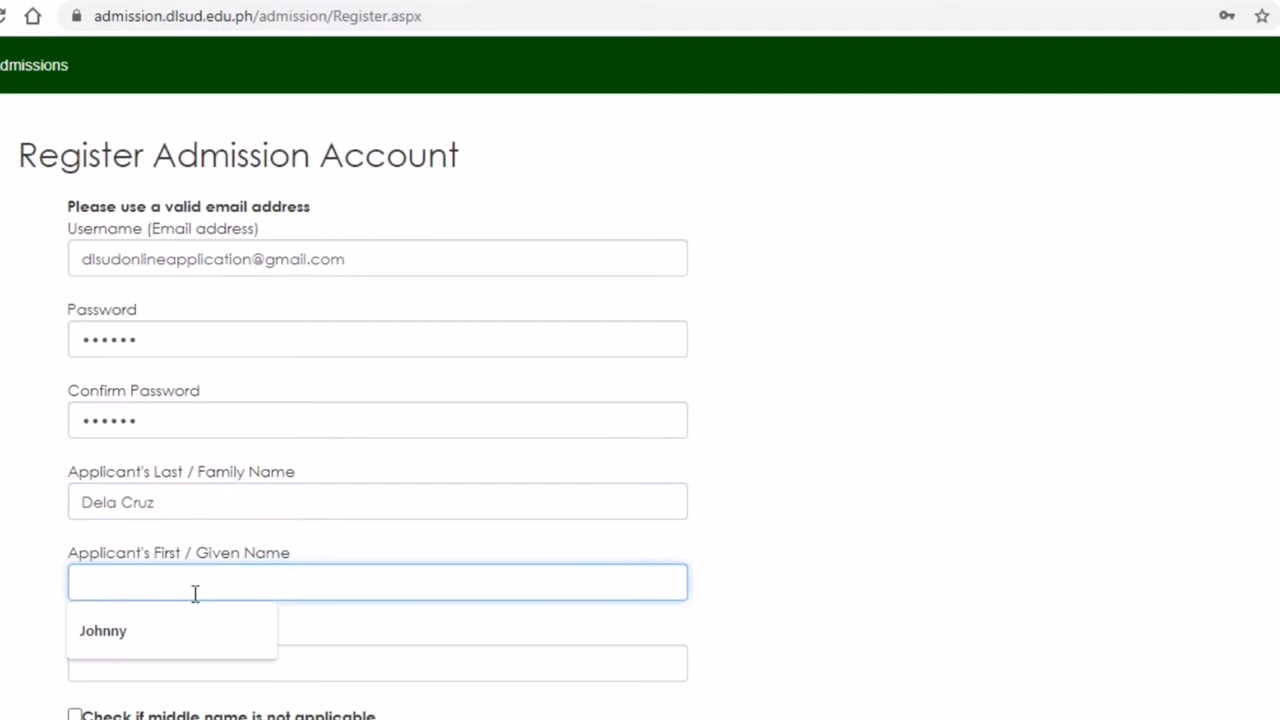 admission.dlsud.edu.ph/admission/Register.aspx
dmissions
Register Admission Account
Please use a valid email address
Username (Email address)
dlsudonlineapplication@gmail.com
Password
••••••
Confirm Password
••••••
Applicant's Last / Family Name
Dela Cruz
Applicant's First / Given Name
Johnny
Check if middle name is not applicable